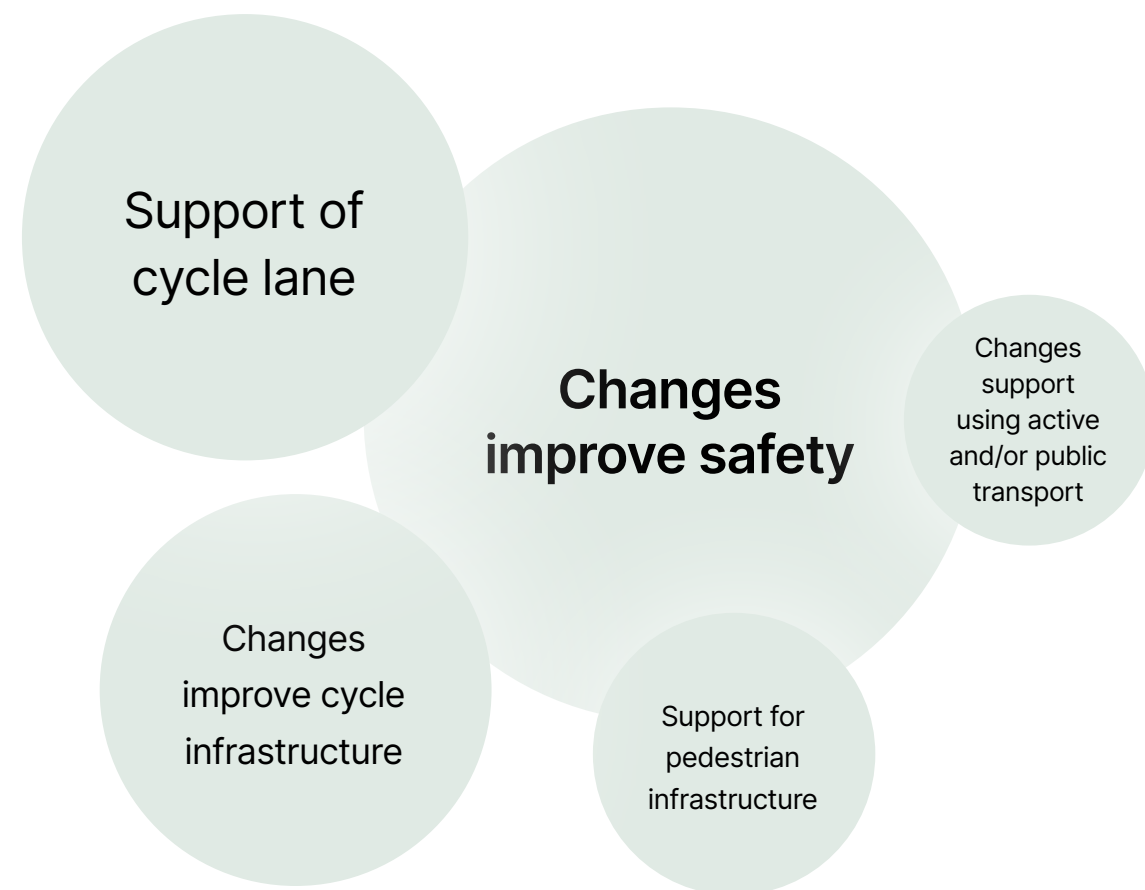 Support of
cycle lane
Changes
improve safety
Changes
support
using active
and/or public
transport
Changes
improve cycle
infrastructure
Support for
pedestrian
infrastructure